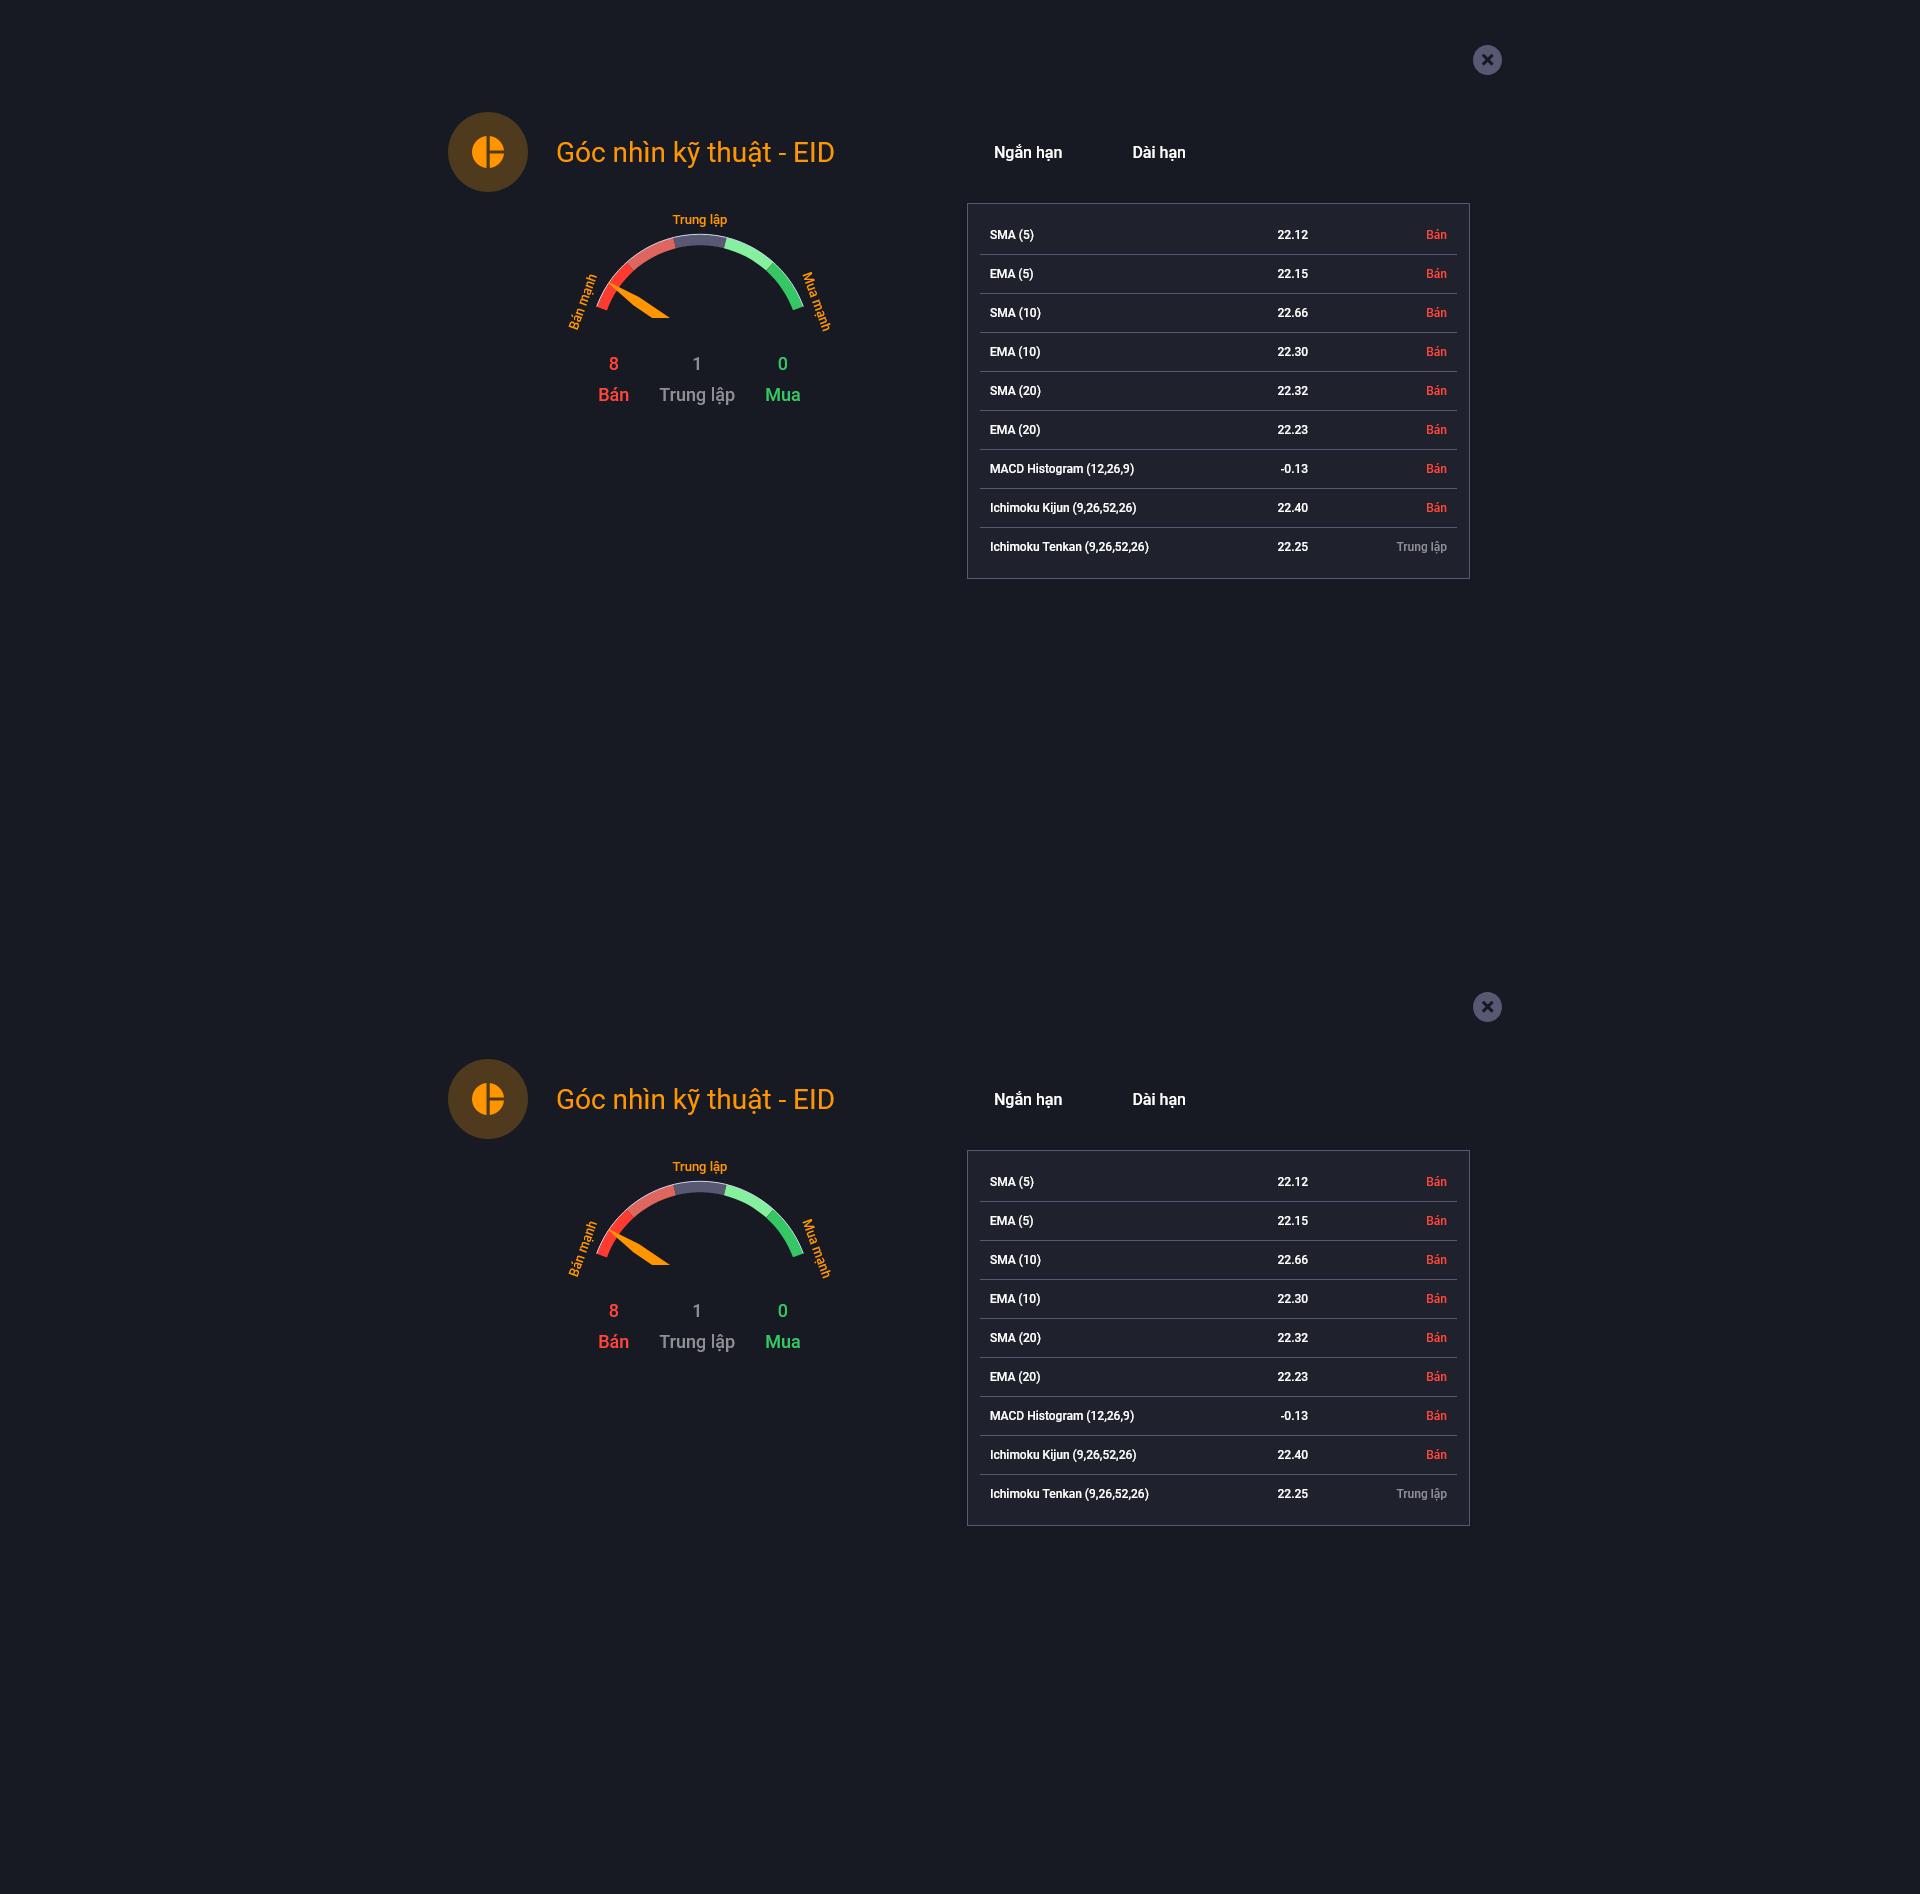 Góc nhìn kỹ thuật - EID
Ngắn hạn Dài hạn
Trung lập
Bán mạnh
Mua mạnh
8 1 0
Bán Trung lập Mua
SMA (5) 22.12 Bán
EMA (5) 22.15 Bán
SMA (10) 22.66 Bán
EMA (10) 22.30 Bán
SMA (20) 22.32 Bán
EMA (20) 22.23 Bán
MACD Histogram (12,26,9) -0.13 Bán
Ichimoku Kijun (9,26,52,26) 22.40 Bán
Ichimoku Tenkan (9,26,52,26) 22.25 Trung lập
Góc nhìn kỹ thuật - EID
Ngắn hạn Dài hạn
Trung lập
Bán mạnh
Mua mạnh
8 1 0
Bán Trung lập Mua
SMA (5) 22.12 Bán
EMA (5) 22.15 Bán
SMA (10) 22.66 Bán
EMA (10) 22.30 Bán
SMA (20) 22.32 Bán
EMA (20) 22.23 Bán
MACD Histogram (12,26,9) -0.13 Bán
Ichimoku Kijun (9,26,52,26) 22.40 Bán
Ichimoku Tenkan (9,26,52,26) 22.25 Trung lập